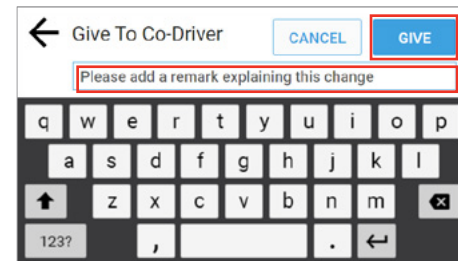 Give To Co-Driver CANCEL GIVE
Please add a remark explaining this change
q w e r t y u i o p
a s d f g h j k l
z x c v b n m
123? , .